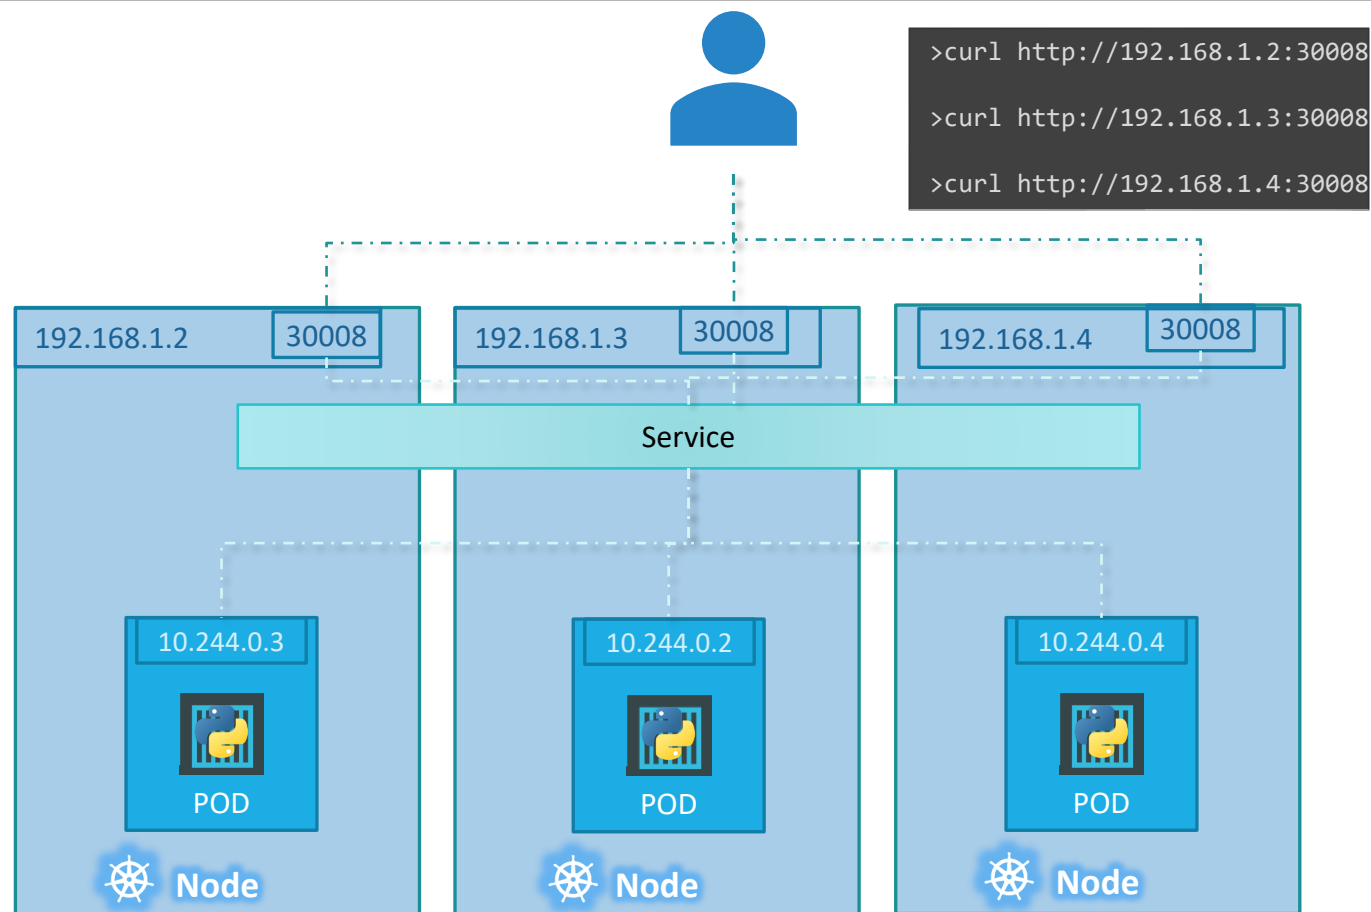 >curl http://192.168.1.2:30008
>curl http://192.168.1.3:30008
>curl http://192.168.1.4:30008
192.168.1.2
30008
192.168.1.3
30008
192.168.1.4
30008
Service
10.244.0.3
10.244.0.2
10.244.0.4
POD
POD
POD
Node
Node
Node